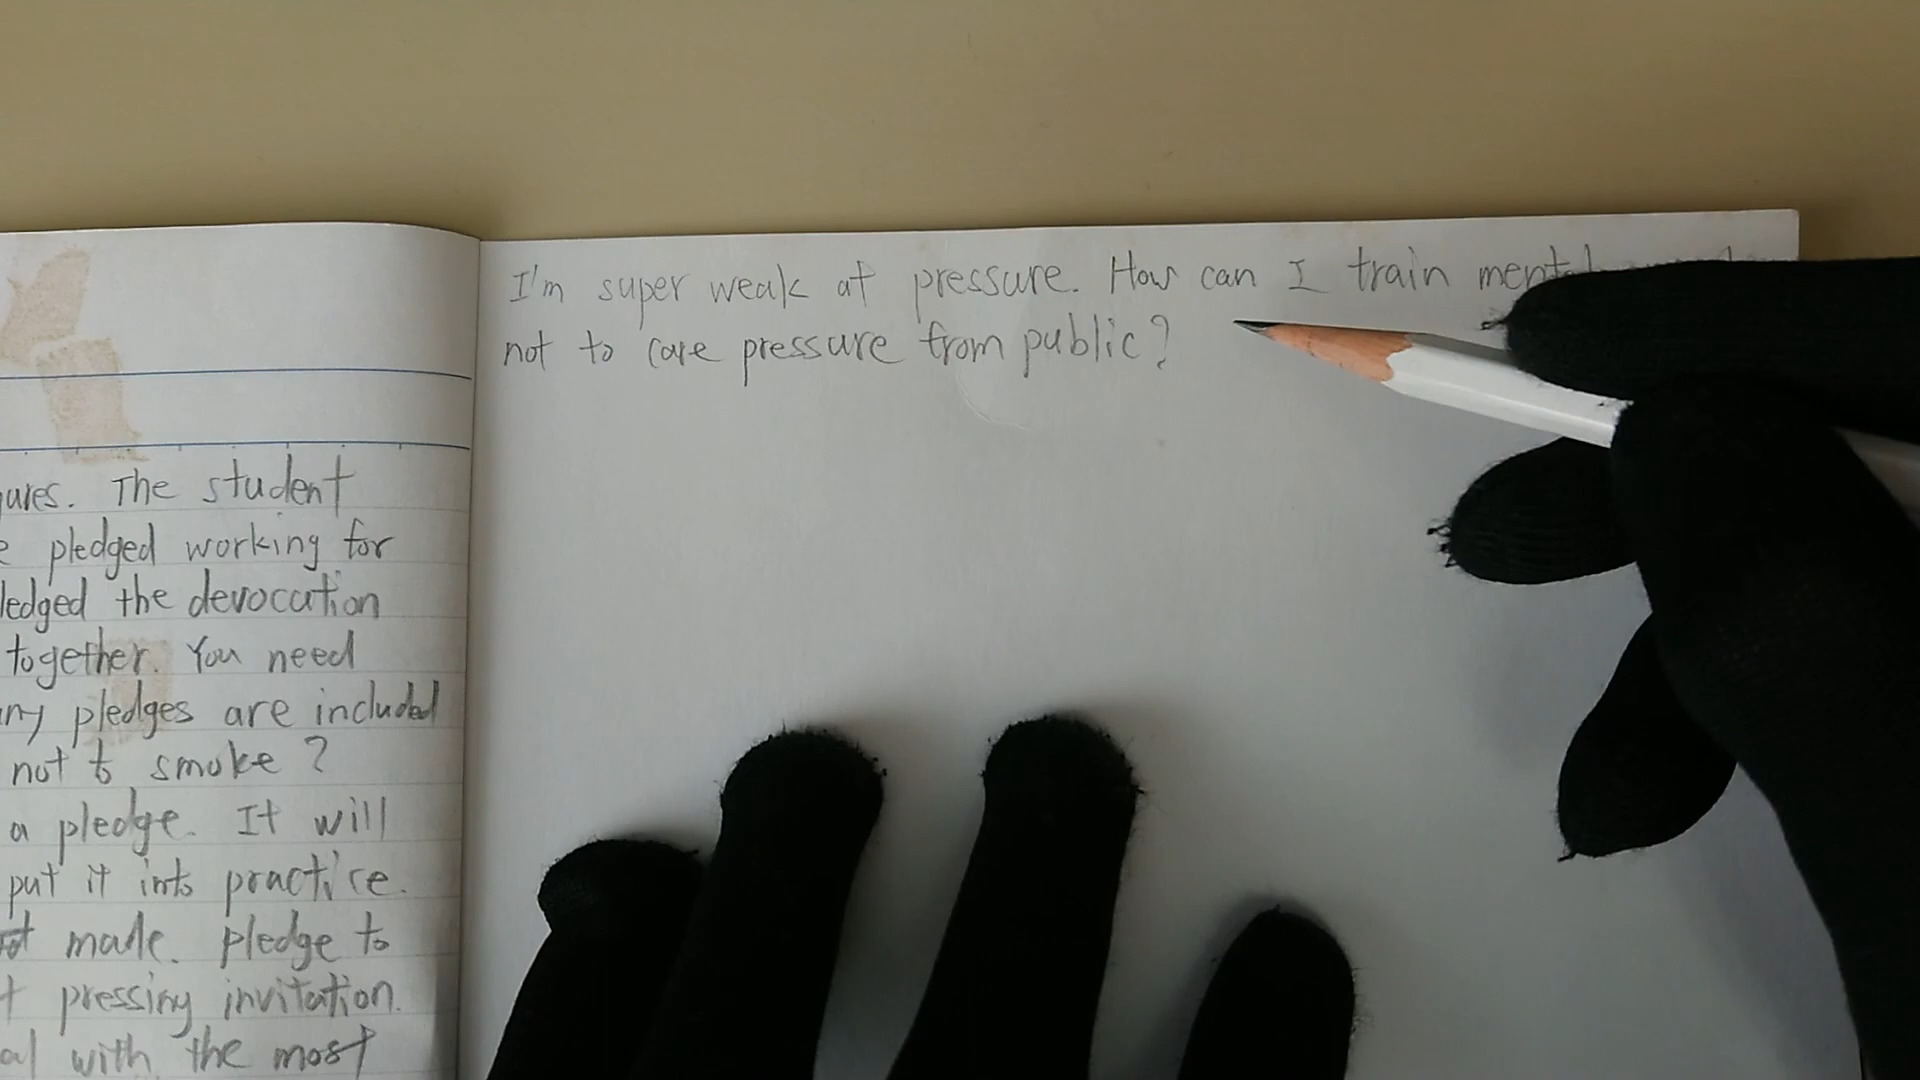 I'm super weak at pressure. How can I train mental
not to care pressure from public?
The student
pledged working for
the devocation
together. You need
pledges are included
not to smoke?
a pledge. It will
put it into practice.
made. pledge to
pressing invitation.
with the most